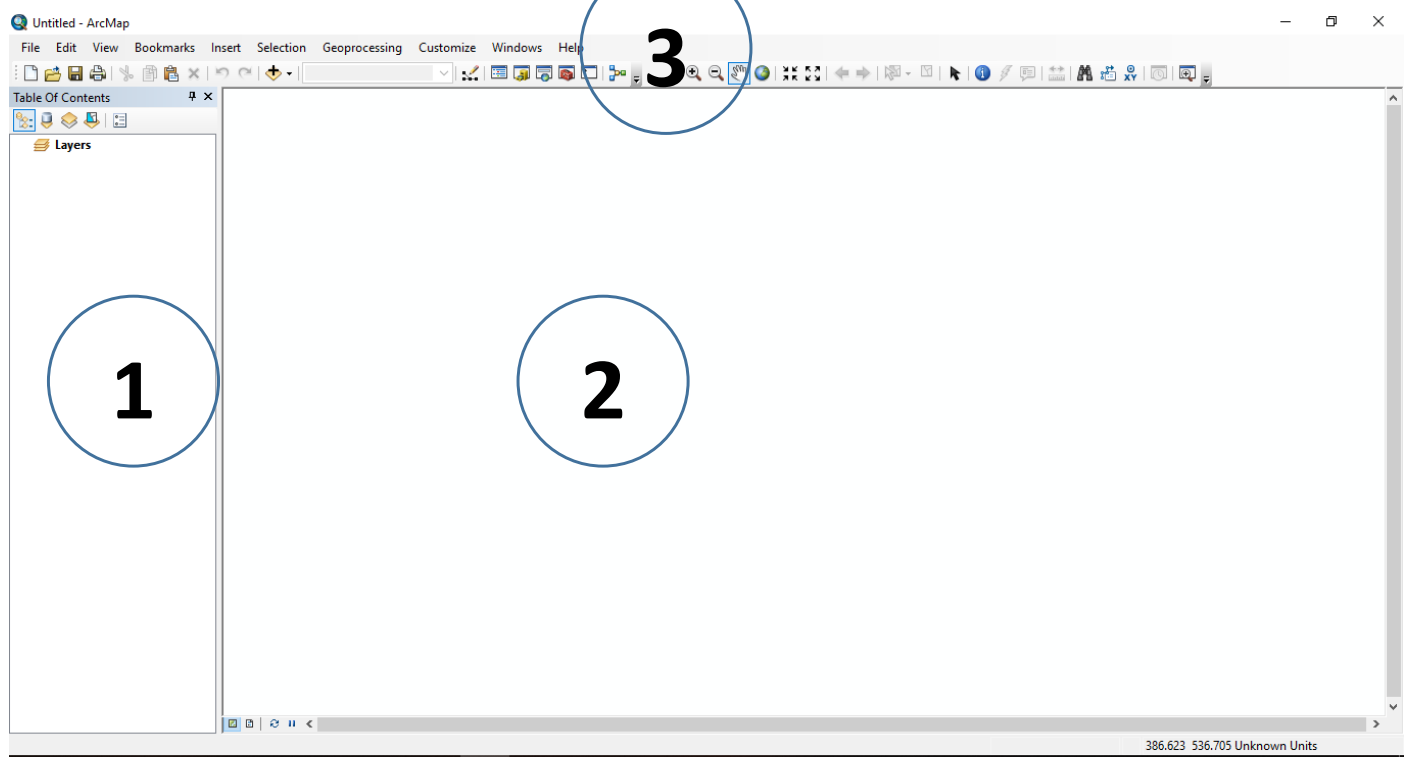 Untitled - ArcMap
File Edit View Bookmarks Insert Selection Geoprocessing Customize Windows Help
3
Table Of Contents
Layers
1
2
386.623 536.705 Unknown Units